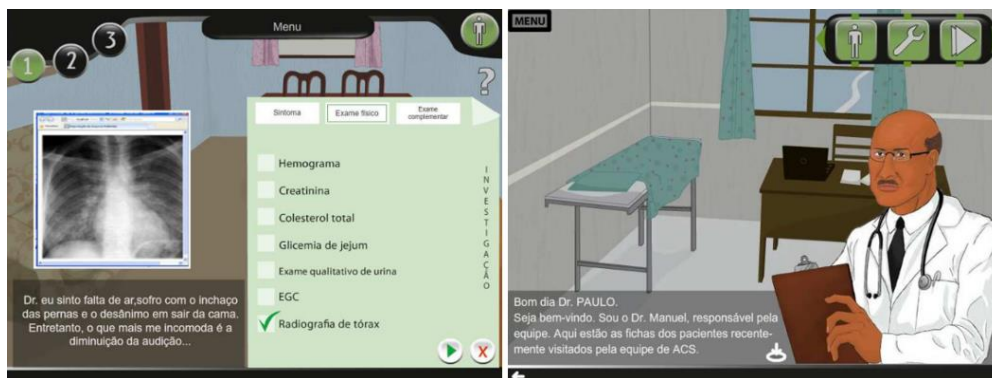 Menu
1
2
3
?
Sintoma
Exame físico
Exame
complementar
Hemograma
Creatinina
Colesterol total
Glicemia de jejum
Exame qualitativo de urina
EGC
Radiografia de tórax
INVESTIGAÇÃO
Dr. eu sinto falta de ar,sofro com o inchaço
das pernas e o desânimo em sair da cama.
Entretanto, o que mais me incomoda é a
diminuição da audição...
X
MENU
Bom dia Dr. PAULO.
Seja bem-vindo. Sou o Dr. Manuel, responsável pela
equipe. Aqui estão as fichas dos pacientes recente-
mente visitados pela equipe de ACS.